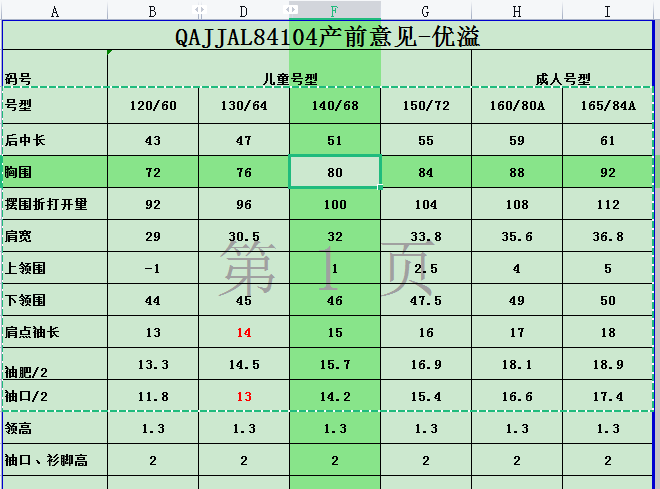 A B D F G H I
QAJJAL84104产前意见-优溢
码号 儿童号型 成人号型
号型 120/60 130/64 140/68 150/72 160/80A 165/84A
后中长 43 47 51 55 59 61
胸围 72 76 80 84 88 92
摆围折打开量 92 96 100 104 108 112
肩宽 29 30.5 32 33.8 35.6 36.8
上领围 -1 1 2.5 4 5
下领围 44 45 46 47.5 49 50
肩点袖长 13 14 15 16 17 18
袖肥/2 13.3 14.5 15.7 16.9 18.1 18.9
袖口/2 11.8 13 14.2 15.4 16.6 17.4
领高 1.3 1.3 1.3 1.3 1.3 1.3
袖口、衫脚高 2 2 2 2 2 2
第 1 页